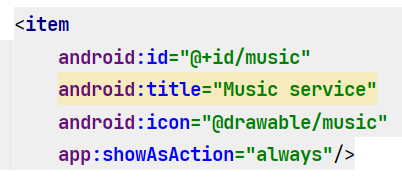 <item
android:id="@+id/music"
android:title="Music service"
android:icon="@drawable/music"
app:showAsAction="always"/>